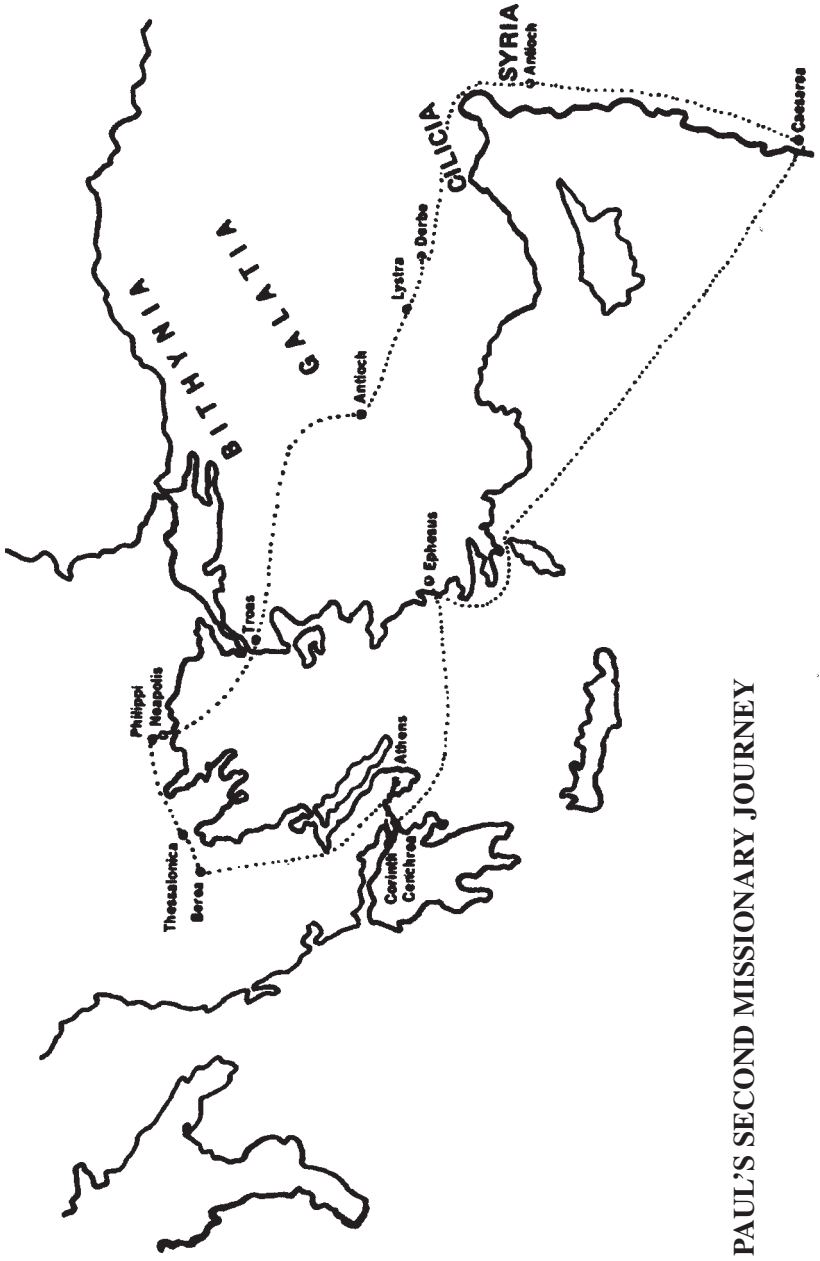 BITHYNIA
GALATIA
CILICIA
SYRIA
Antioch
Philippi
Neapolis
Thessalonica
Berea
Troas
Antioch
Lystra
Derbe
Ephesus
Athens
Corinth
Cenchrea
Caesarea
PAUL'S SECOND MISSIONARY JOURNEY